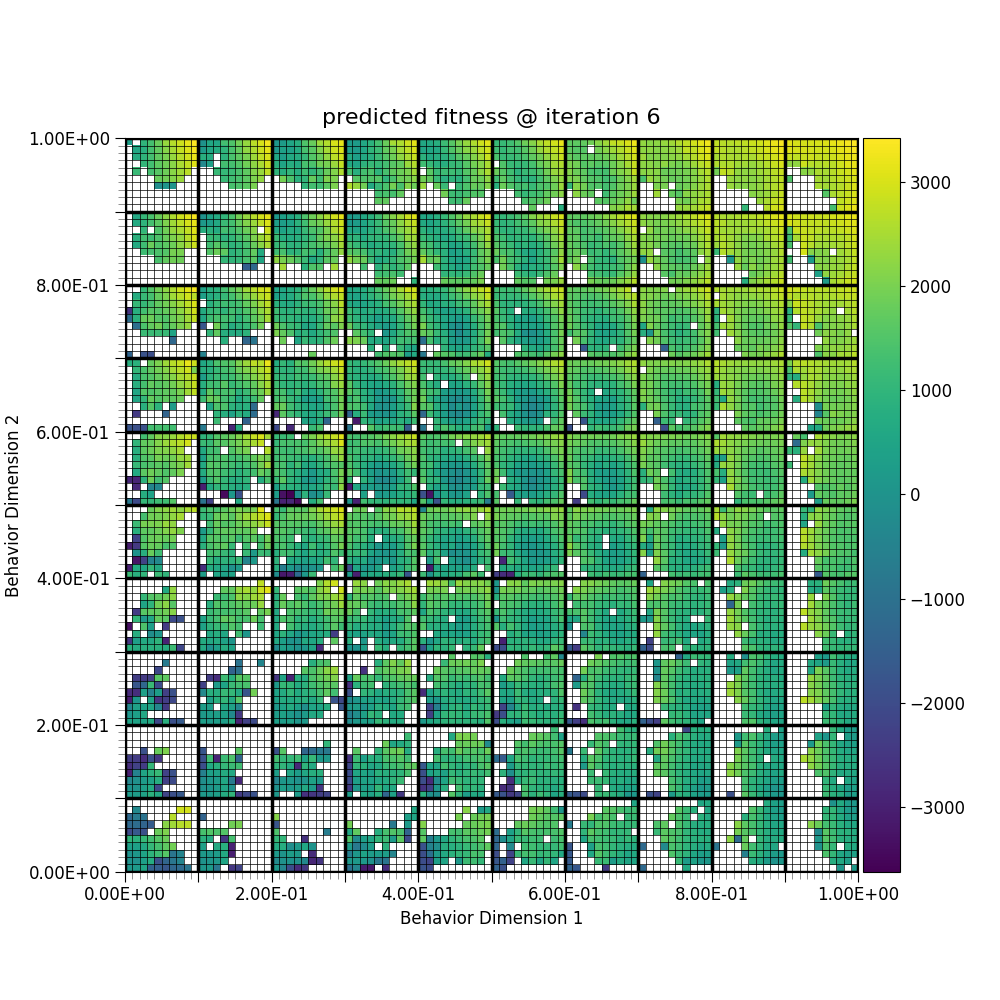 predicted fitness @ iteration 6
1.00E+00
8.00E-01
6.00E-01
4.00E-01
2.00E-01
0.00E+00
Behavior Dimension 2
0.00E+00 2.00E-01 4.00E-01 6.00E-01 8.00E-01 1.00E+00
Behavior Dimension 1
3000
2000
1000
0
−1000
−2000
−3000